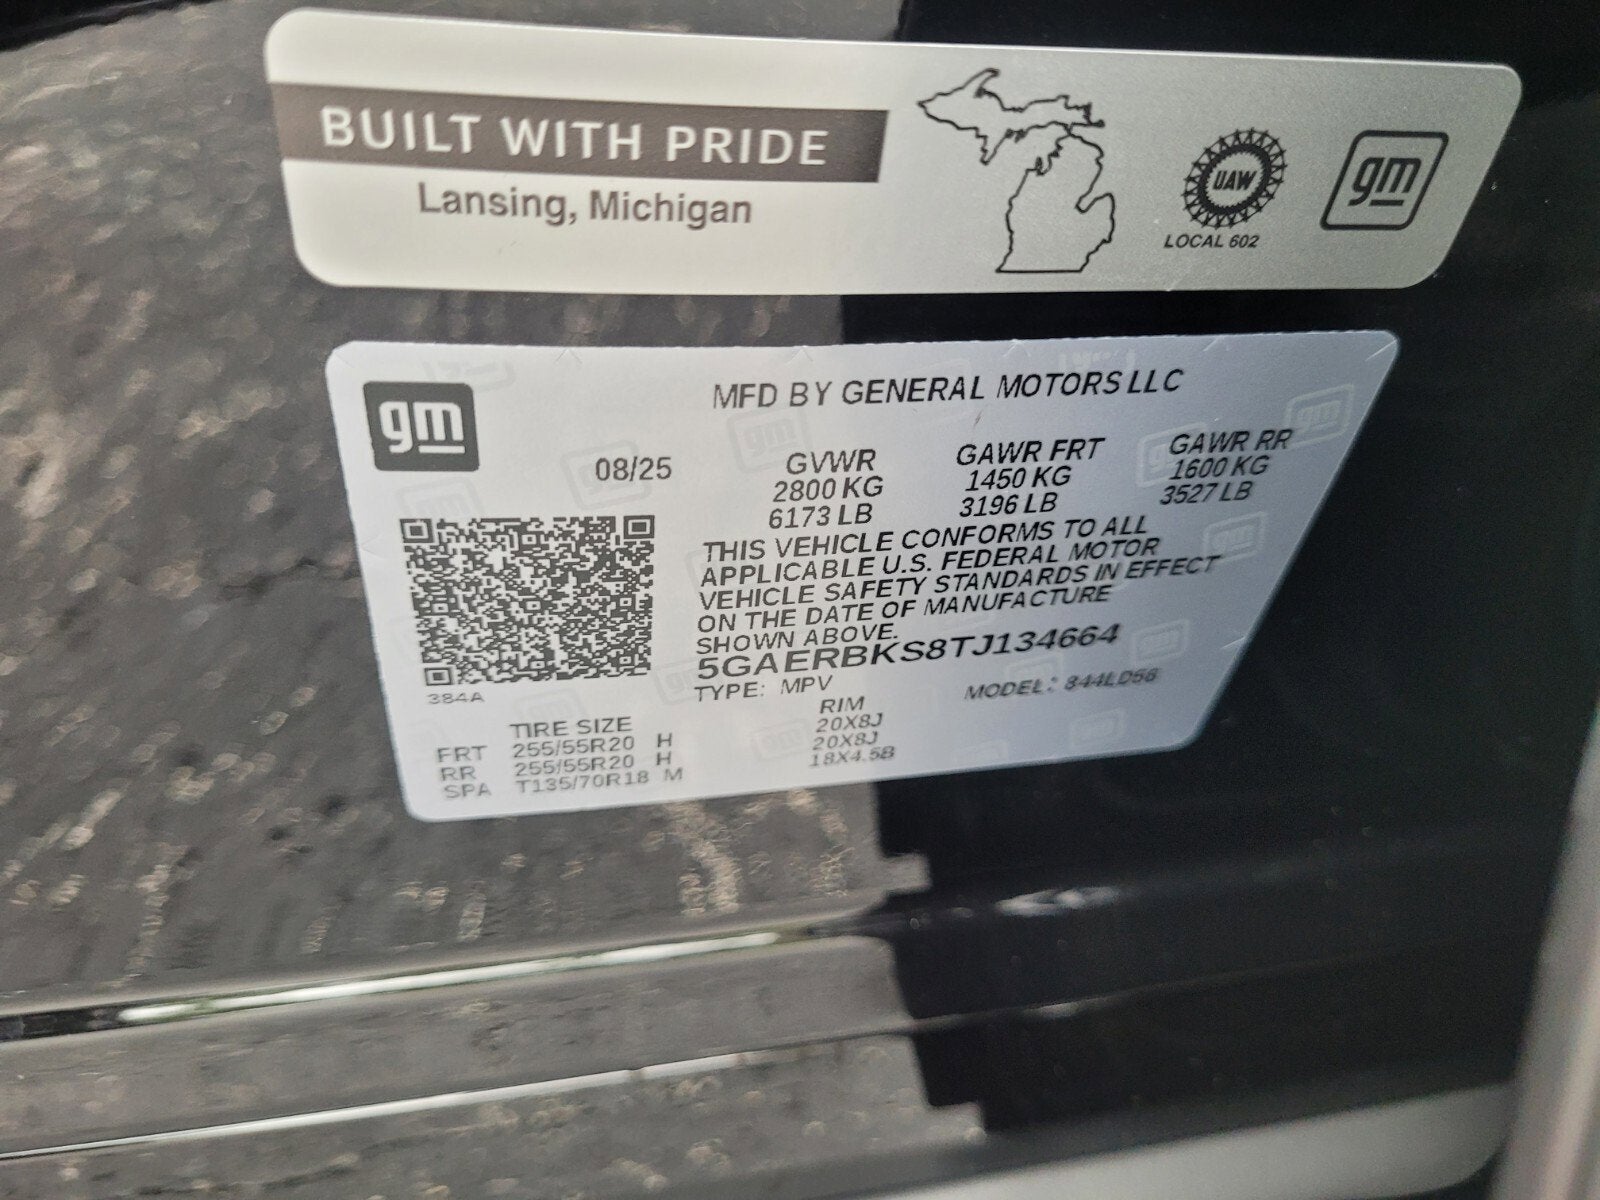 BUILT WITH PRIDE
Lansing, Michigan
UAW
LOCAL 602
gm
gm
MFD BY GENERAL MOTORS LLC
08/25
GVWR GAWR FRT GAWR RR
2800 KG 1450 KG 1600 KG
6173 LB 3196 LB 3527 LB
THIS VEHICLE CONFORMS TO ALL
APPLICABLE U.S. FEDERAL MOTOR
VEHICLE SAFETY STANDARDS IN EFFECT
ON THE DATE OF MANUFACTURE
SHOWN ABOVE.
5GAERBKS8TJ134664
384A
TYPE: MPV MODEL: 844LD56
TIRE SIZE RIM
FRT 255/55R20 H 20X8J
RR 255/55R20 H 20X8J
SPA T135/70R18 M 18X4.5B